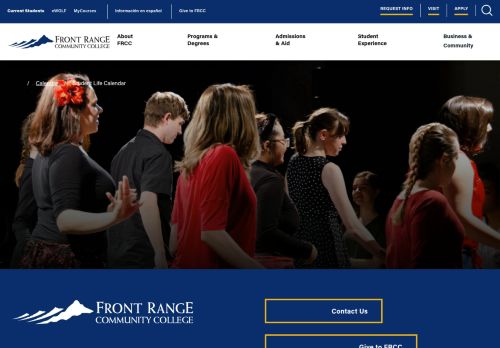 Current Students eWOLF MyCourses Información en español Give to FRCC REQUEST INFO VISIT APPLY
FRONT RANGE
COMMUNITY COLLEGE
About
FRCC
Programs &
Degrees
Admissions
& Aid
Student
Experience
Business &
Community
/ Calendar / Student Life Calendar
FRONT RANGE
COMMUNITY COLLEGE
Contact Us
Give to FRCC